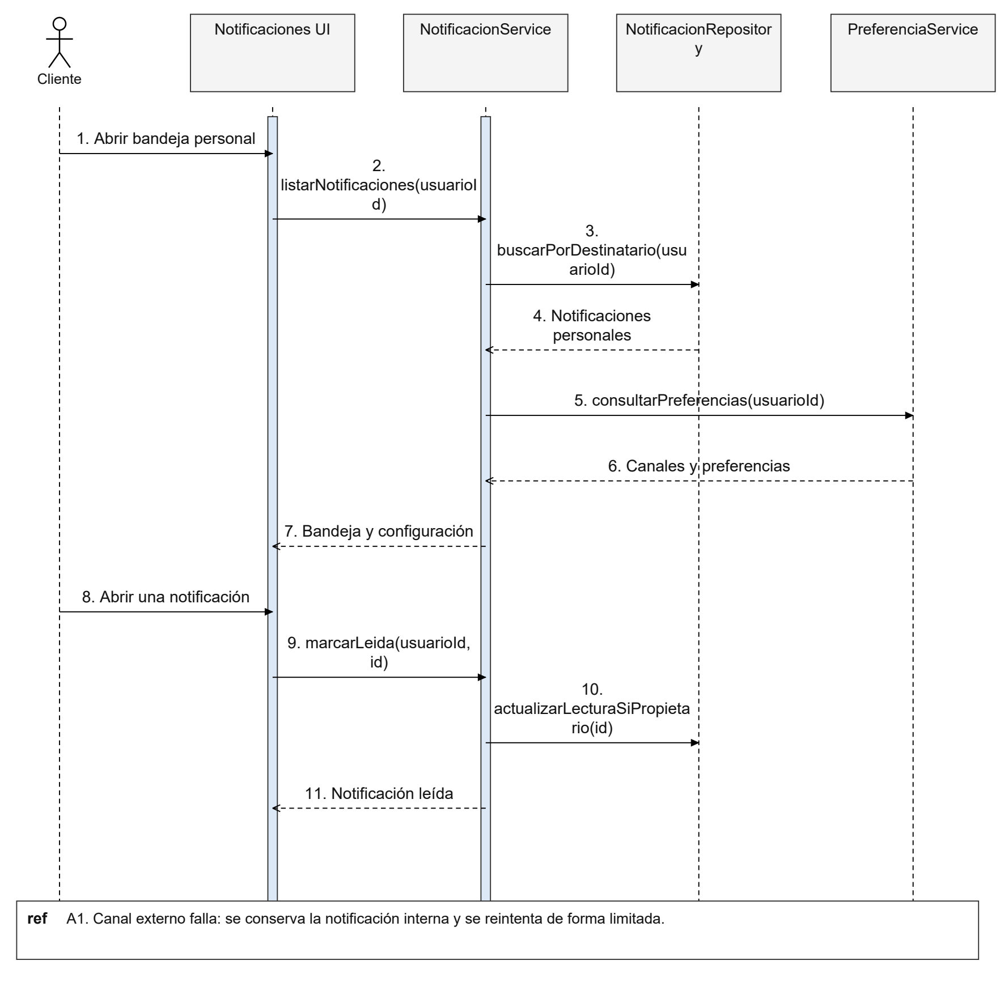 Cliente
Notificaciones UI
NotificacionService
NotificacionRepositor
y
PreferenciaService
1. Abrir bandeja personal
2.
listarNotificaciones(usuarioI
d)
3.
buscarPorDestinatario(usu
arioId)
4. Notificaciones
personales
5. consultarPreferencias(usuarioId)
6. Canales y preferencias
7. Bandeja y configuración
8. Abrir una notificación
9. marcarLeida(usuarioId,
id)
10.
actualizarLecturaSiPropieta
rio(id)
11. Notificación leída
ref A1. Canal externo falla: se conserva la notificación interna y se reintenta de forma limitada.